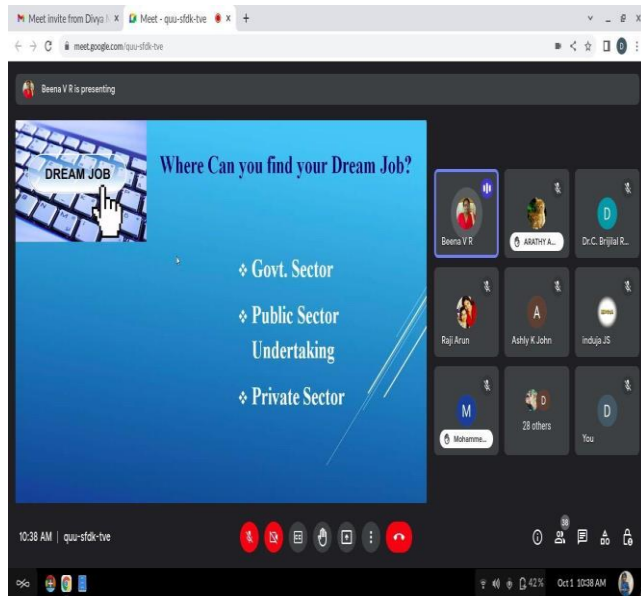 Meet invite from Divya
Meet - quu-sfdk-tve
meet.google.com/quu-sfdk-tve
Beena V R is presenting
DREAM JOB
Where Can you find your Dream Job?
Govt. Sector
Public Sector
Undertaking
Private Sector
Beena V R
ARATHY A...
D
Dr.C. Brijilal R...
Raji Arun
A
Ashly K John
induja JS
M
Mohamme...
D
28 others
D
You
10:38 AM | quu-sfdk-tve
38
42%
Oct 1 10:38 AM